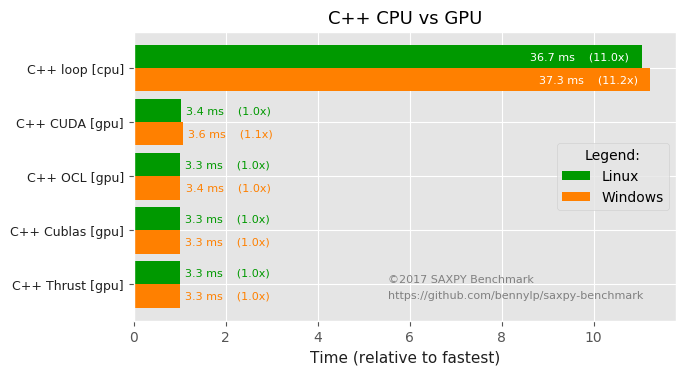 C++ CPU vs GPU
C++ loop [cpu]
36.7 ms (11.0x)
37.3 ms (11.2x)
C++ CUDA [gpu]
3.4 ms (1.0x)
3.6 ms (1.1x)
C++ OCL [gpu]
3.3 ms (1.0x)
3.4 ms (1.0x)
C++ Cublas [gpu]
3.3 ms (1.0x)
3.3 ms (1.0x)
C++ Thrust [gpu]
3.3 ms (1.0x)
3.3 ms (1.0x)
Legend:
Linux
Windows
©2017 SAXPY Benchmark
https://github.com/bennylp/saxpy-benchmark
0 2 4 6 8 10
Time (relative to fastest)